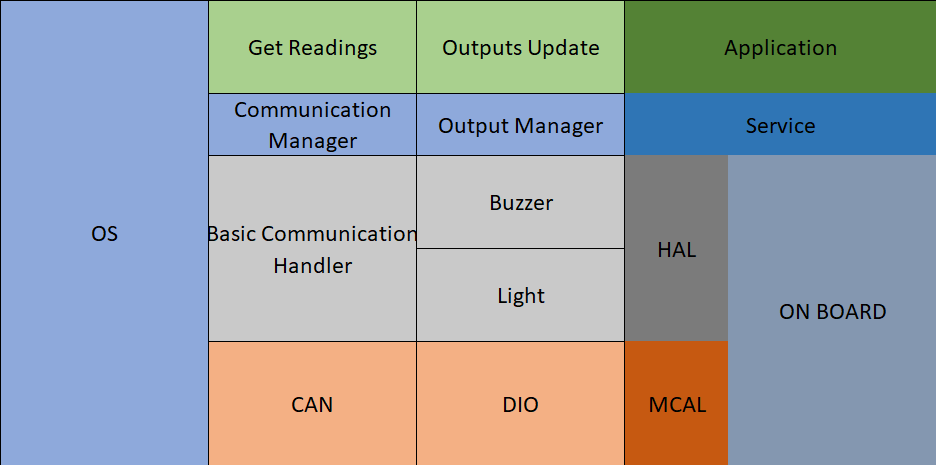 Get Readings
Outputs Update
Application
Communication
Manager
Output Manager
Service
OS
Basic Communication
Handler
Buzzer
Light
HAL
ON BOARD
CAN
DIO
MCAL